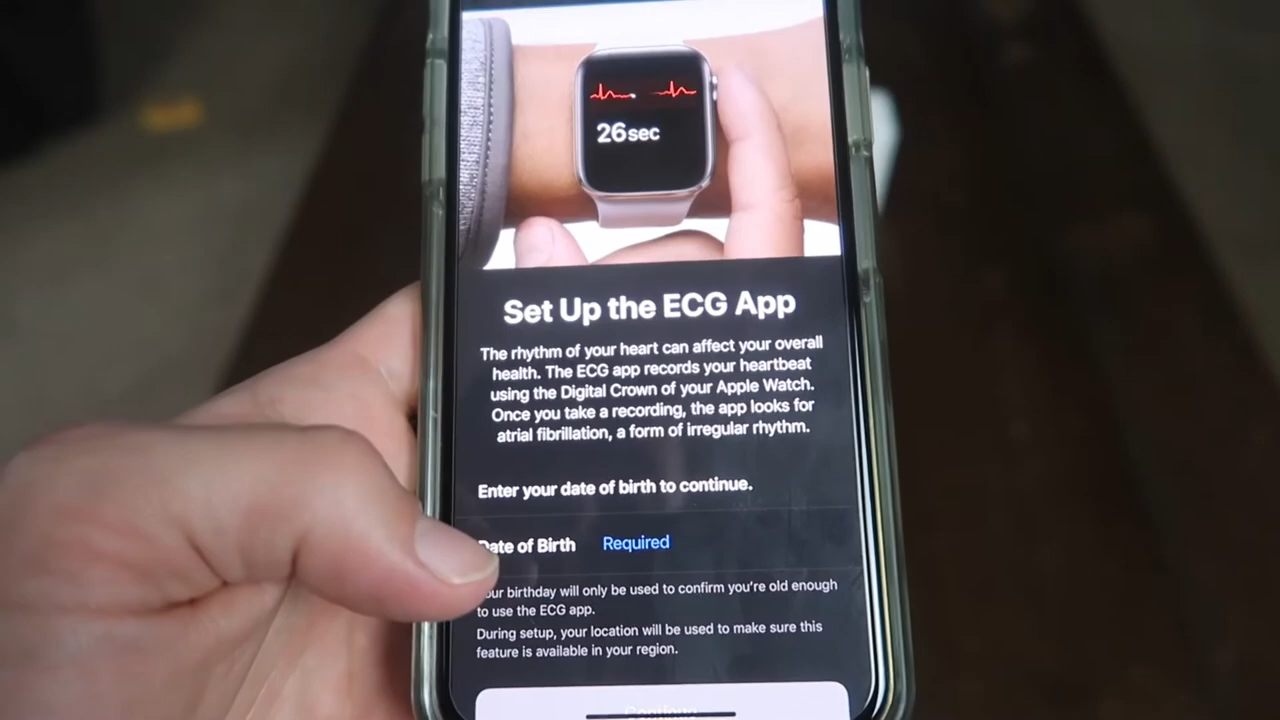 26sec
Set Up the ECG App
The rhythm of your heart can affect your overall
health. The ECG app records your heartbeat
using the Digital Crown of your Apple Watch.
Once you take a recording, the app looks for
atrial fibrillation, a form of irregular rhythm.
Enter your date of birth to continue.
Date of Birth Required
our birthday will only be used to confirm you're old enough
to use the ECG app.
During setup, your location will be used to make sure this
feature is available in your region.
Continue